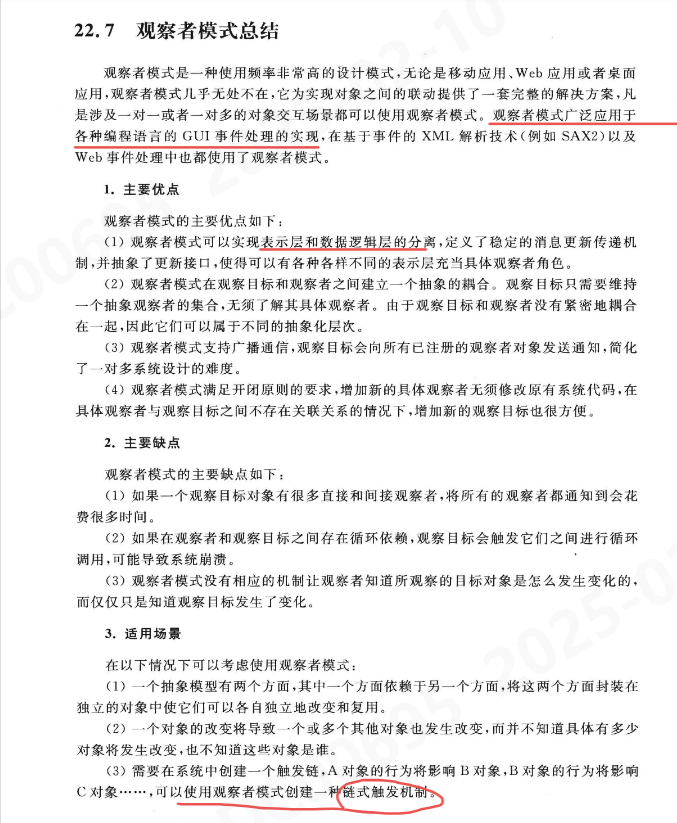 22.7 观察者模式总结
观察者模式是一种使用频率非常高的设计模式,无论是移动应用、Web 应用或者桌面
应用,观察者模式几乎无处不在,它为实现对象之间的联动提供了一套完整的解决方案,凡
是涉及一对一或者一对多的对象交互场景都可以使用观察者模式。观察者模式广泛应用于
各种编程语言的 GUI 事件处理的实现,在基于事件的 XML 解析技术(例如 SAX2)以及
Web 事件处理中也都使用了观察者模式。
1. 主要优点
观察者模式的主要优点如下:
(1) 观察者模式可以实现表示层和数据逻辑层的分离,定义了稳定的消息更新传递机
制,并抽象了更新接口,使得可以有各种各样不同的表示层充当具体观察者角色。
(2) 观察者模式在观察目标和观察者之间建立一个抽象的耦合。观察目标只需要维持
一个抽象观察者的集合,无须了解其具体观察者。由于观察目标和观察者没有紧密地耦合
在一起,因此它们可以属于不同的抽象化层次。
(3) 观察者模式支持广播通信,观察目标会向所有已注册的观察者对象发送通知,简化
了一对多系统设计的难度。
(4) 观察者模式满足开闭原则的要求,增加新的具体观察者无须修改原有系统代码,在
具体观察者与观察目标之间不存在关联关系的情况下,增加新的观察目标也很方便。
2. 主要缺点
观察者模式的主要缺点如下:
(1) 如果一个观察目标对象有很多直接和间接观察者,将所有的观察者都通知到会花
费很多时间。
(2) 如果在观察者和观察目标之间存在循环依赖,观察目标会触发它们之间进行循环
调用,可能导致系统崩溃。
(3) 观察者模式没有相应的机制让观察者知道所观察的目标对象是怎么发生变化的,
而仅仅只是知道观察目标发生了变化。
3. 适用场景
在以下情况下可以考虑使用观察者模式:
(1) 一个抽象模型有两个方面,其中一个方面依赖于另一个方面,将这两个方面封装在
独立的对象中使它们可以各自独立地改变和复用。
(2) 一个对象的改变将导致一个或多个其他对象也发生改变,而并不知道具体有多少
对象将发生改变,也不知道这些对象是谁。
(3) 需要在系统中创建一个触发链,A 对象的行为将影响 B 对象,B 对象的行为将影响
C 对象……,可以使用观察者模式创建一种链式触发机制。